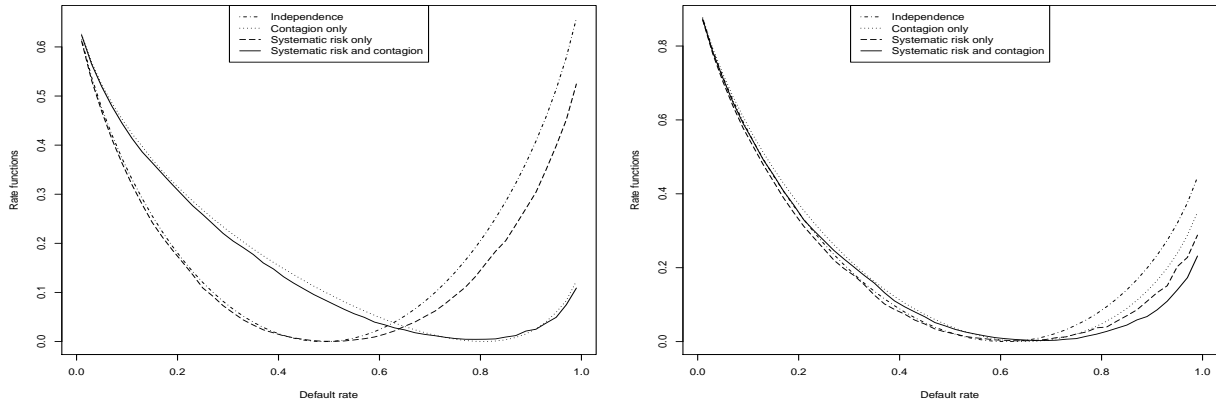 Independence
Contagion only
Systematic risk only
Systematic risk and contagion
Rate functions
0.6
0.5
0.4
0.3
0.2
0.1
0.0
0.0 0.2 0.4 0.6 0.8 1.0
Default rate
Independence
Contagion only
Systematic risk only
Systematic risk and contagion
Rate functions
0.8
0.6
0.4
0.2
0.0
0.0 0.2 0.4 0.6 0.8 1.0
Default rate